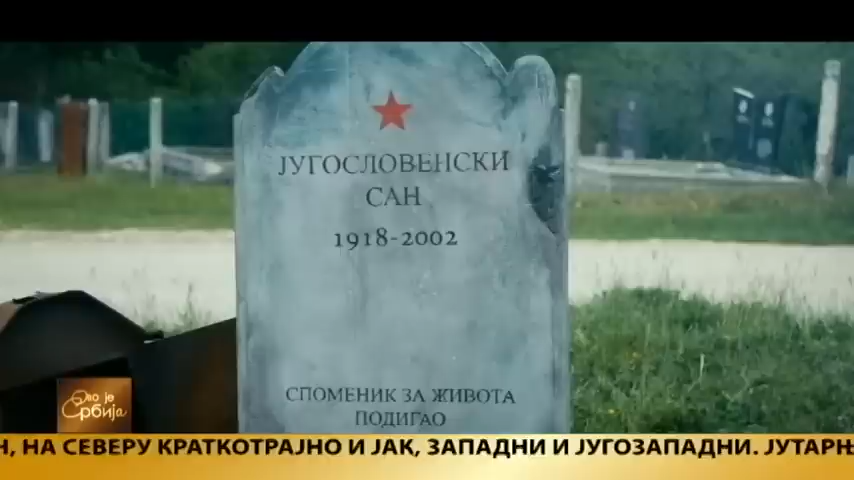 ЈУГОСЛОВЕНСКИ
САН
1918-2002
СПОМЕНИК ЗА ЖИВОТА
ПОДИГАО
Ово је
Србија
Н, НА СЕВЕРУ КРАТКОТРАЈНО И ЈАК, ЗАПАДНИ И ЈУГОЗАПАДНИ. ЈУТАРЊ